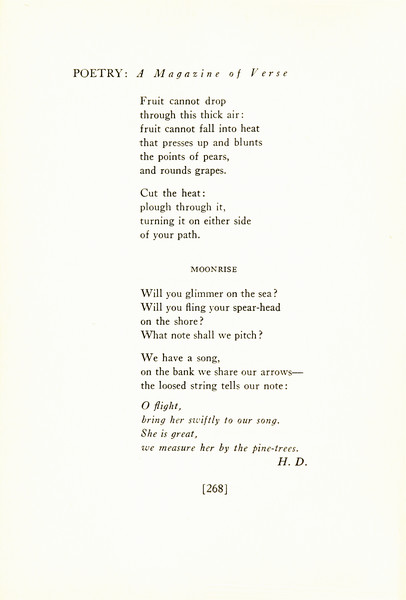 POETRY: A Magazine of Verse
Fruit cannot drop
through this thick air:
fruit cannot fall into heat
that presses up and blunts
the points of pears,
and rounds grapes.
Cut the heat:
plough through it,
turning it on either side
of your path.
MOONRISE
Will you glimmer on the sea?
Will you fling your spear-head
on the shore?
What note shall we pitch?
We have a song,
on the bank we share our arrows—
the loosed string tells our note:
O flight,
bring her swiftly to our song.
She is great,
we measure her by the pine-trees.
H. D.
[268]